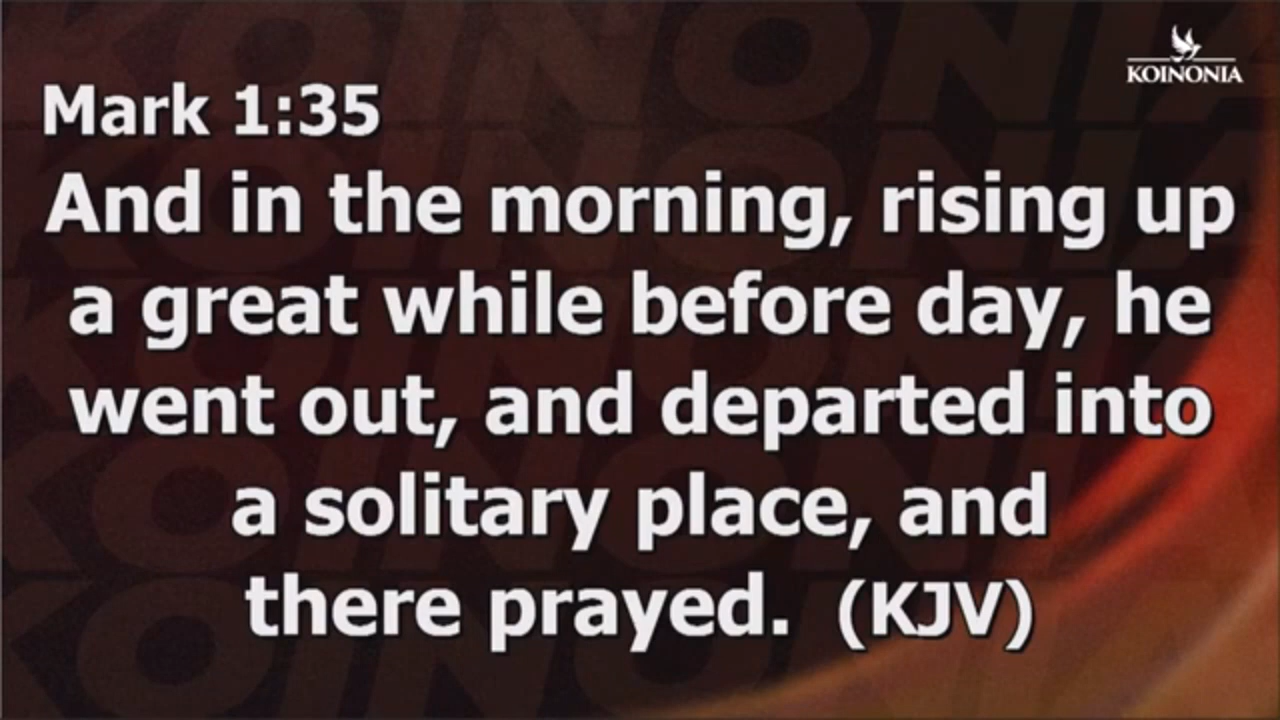 KOINONIA
Mark 1:35
And in the morning, rising up
a great while before day, he
went out, and departed into
a solitary place, and
there prayed. (KJV)